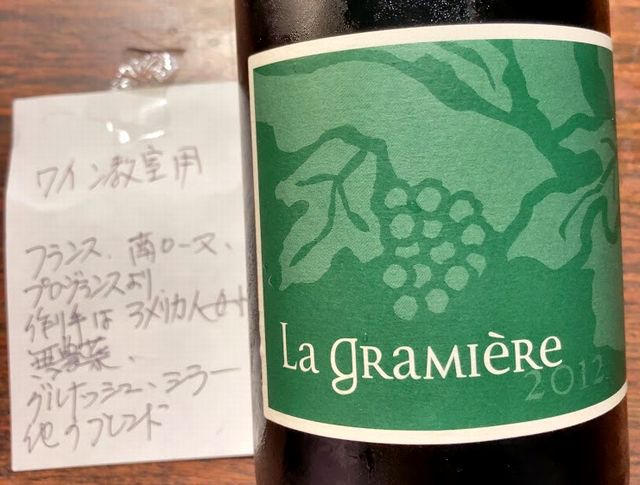 ワイン教室用
フランス、南ローヌ、
プロヴァンスより
作り手はアメリカ人
無農薬、
グルナッシュ、シラー
他のブレンド
La gramière
2012